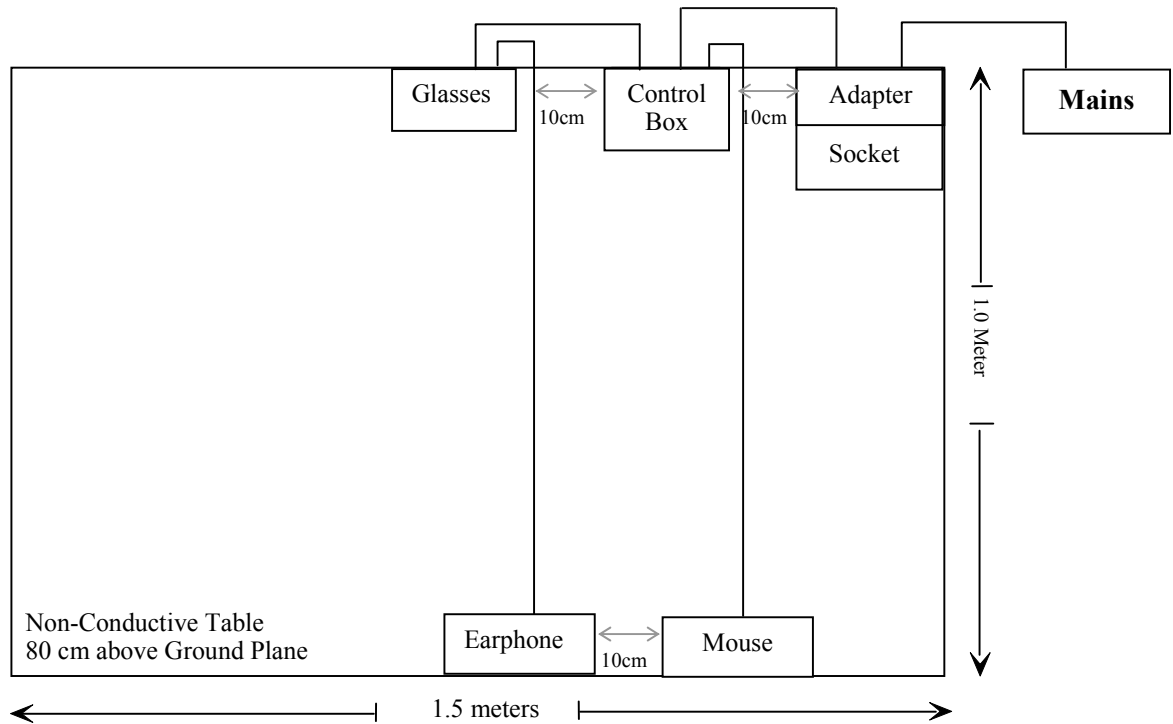 Glasses
Control
Box
Adapter
Mains
10cm
10cm
Socket
1.0 Meter
Non-Conductive Table
80 cm above Ground Plane
Earphone
10cm
Mouse
1.5 meters